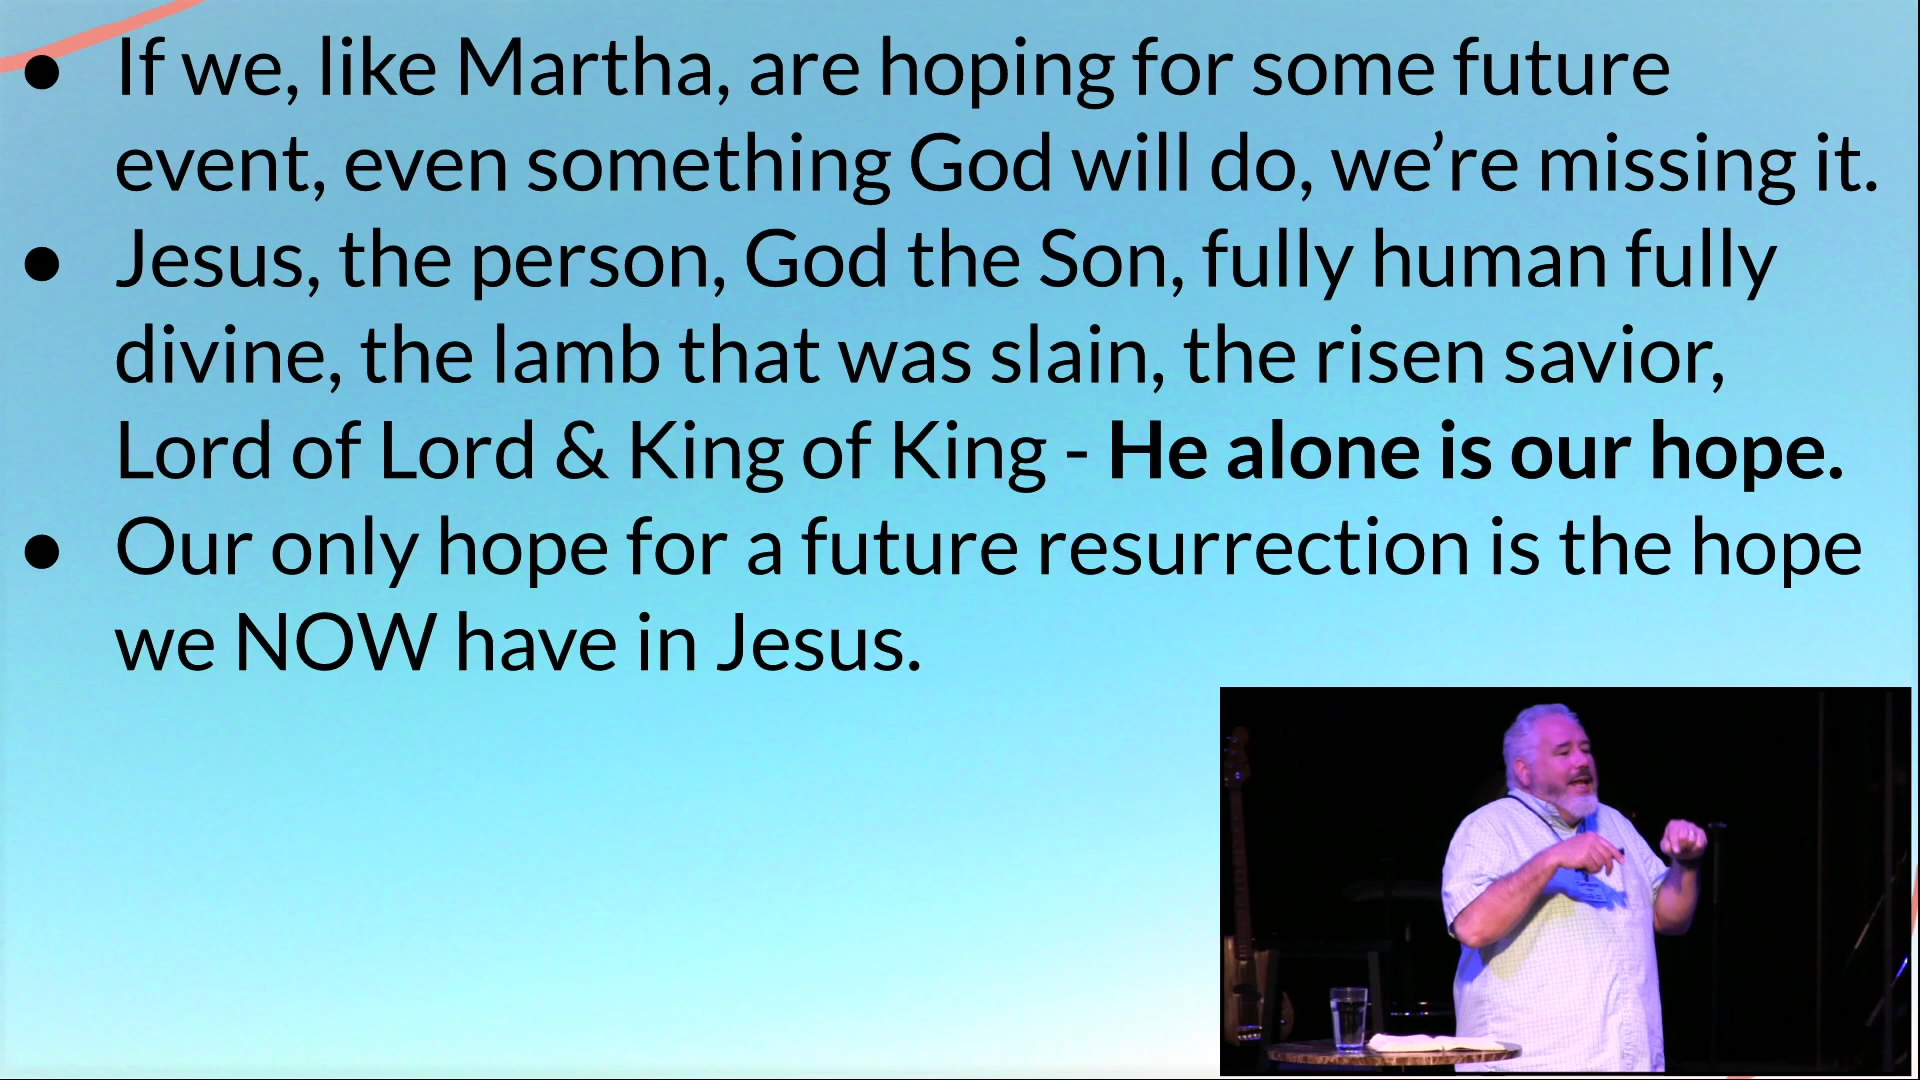 ● If we, like Martha, are hoping for some future
event, even something God will do, we’re missing it.
● Jesus, the person, God the Son, fully human fully
divine, the lamb that was slain, the risen savior,
Lord of Lord & King of King - He alone is our hope.
● Our only hope for a future resurrection is the hope
we NOW have in Jesus.